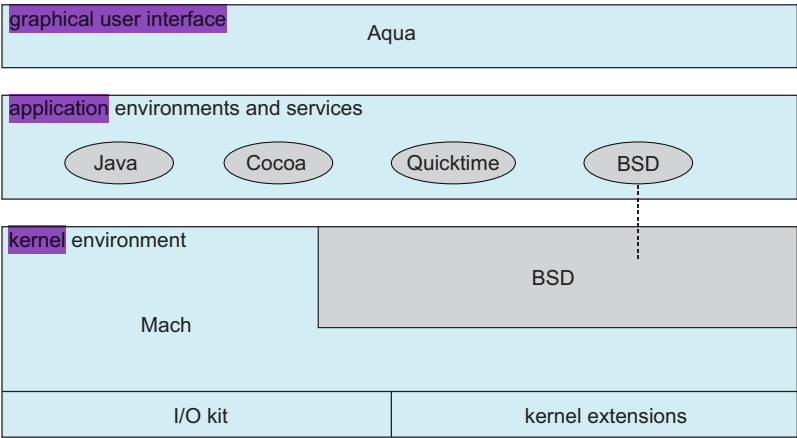 graphical user interface
Aqua
application environments and services
Java
Cocoa
Quicktime
BSD
kernel environment
BSD
Mach
I/O kit
kernel extensions